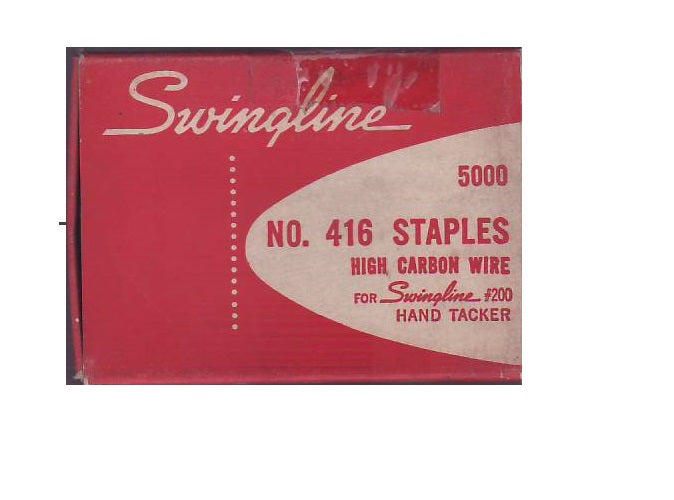 Swingline
5000
NO. 416 STAPLES
HIGH CARBON WIRE
FOR Swingline #200
HAND TACKER